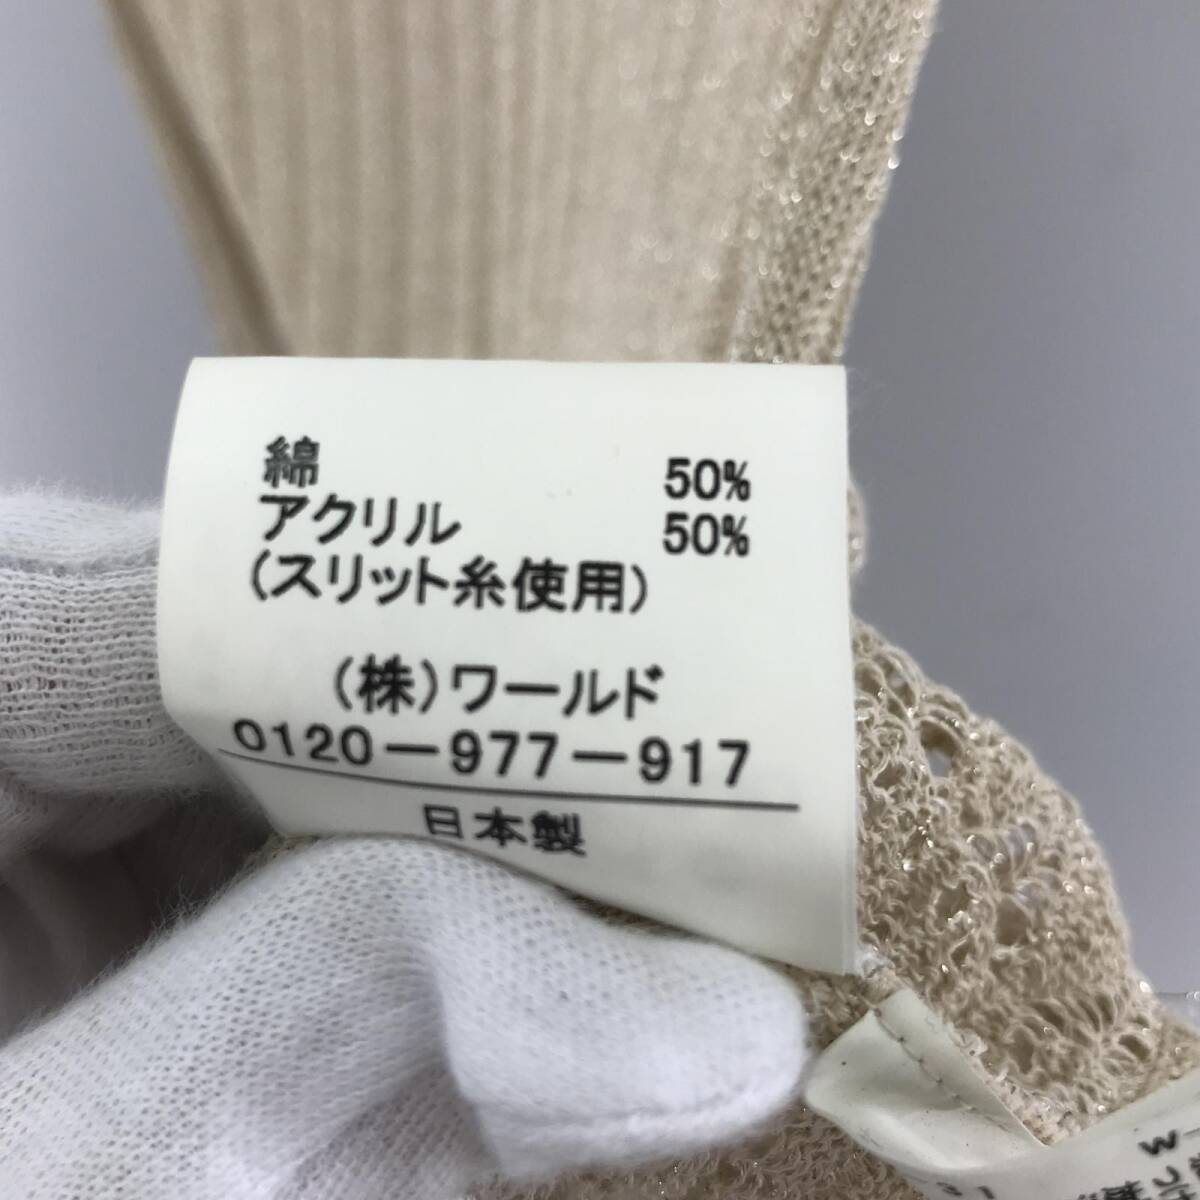 綿 50%
アクリル 50%
(スリット糸使用)
(株)ワールド
0120-977-917
日本製